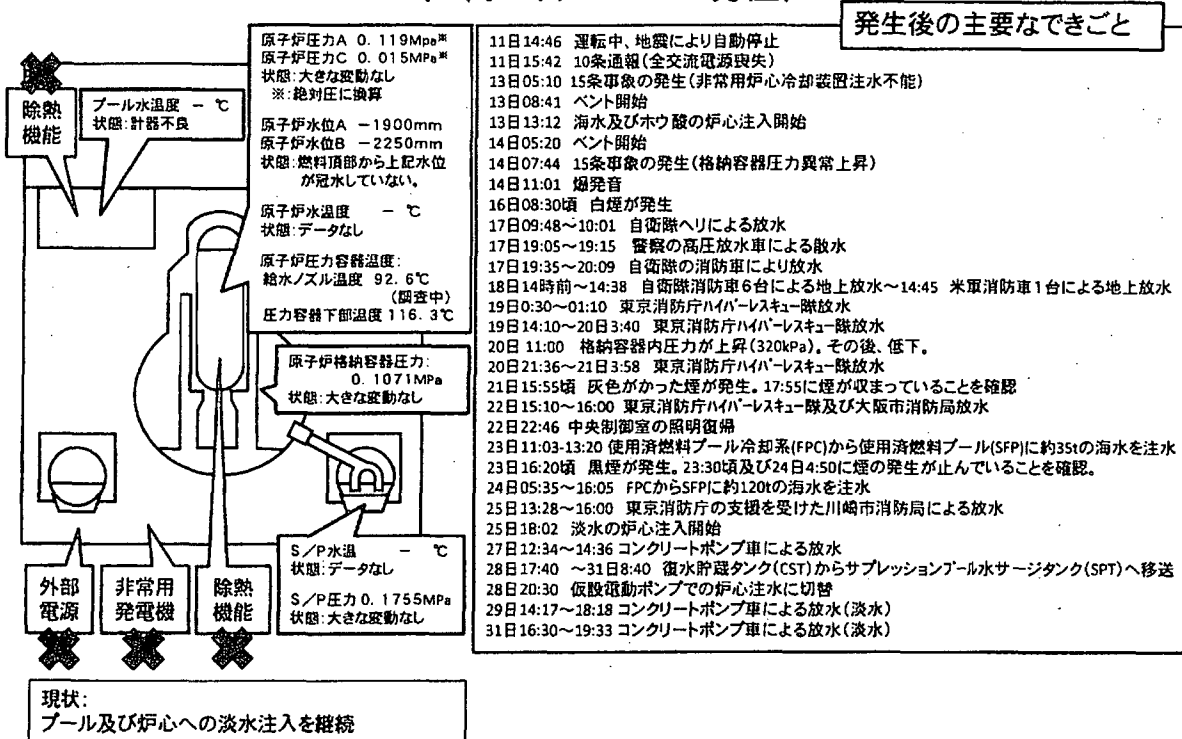 発生後の主要なできごと
原子炉圧力A 0.119Mpa※
原子炉圧力C 0.015MPa※
状態:大きな変動なし
※:絶対圧に換算
原子炉水位A -1900mm
原子炉水位B -2250mm
状態:燃料頂部から上記水位
が冠水していない。
原子炉水温度 - ℃
状態:データなし
原子炉圧力容器温度:
給水ノズル温度 92.6℃
(調査中)
圧力容器下部温度 116.3℃
除熱
機能
プール水温度 - ℃
状態:計器不良
原子炉格納容器圧力:
0.1071MPa
状態:大きな変動なし
S/P水温 - ℃
状態:データなし
S/P圧力 0.1755MPa
状態:大きな変動なし
外部
電源
非常用
発電機
除熱
機能
現状:
プール及び炉心への淡水注入を継続
11日14:46 運転中、地震により自動停止
11日15:42 10条通報(全交流電源喪失)
13日05:10 15条事象の発生(非常用炉心冷却装置注水不能)
13日08:41 ベント開始
13日13:12 海水及びホウ酸の炉心注入開始
14日05:20 ベント開始
14日07:44 15条事象の発生(格納容器圧力異常上昇)
14日11:01 爆発音
16日08:30頃 白煙が発生
17日09:48~10:01 自衛隊ヘリによる放水
17日19:05~19:15 警察の高圧放水車による散水
17日19:35~20:09 自衛隊の消防車により放水
18日14時前~14:38 自衛隊消防車6台による地上放水~14:45 米軍消防車1台による地上放水
19日0:30~01:10 東京消防庁ハイパーレスキュー隊放水
19日14:10~20日3:40 東京消防庁ハイパーレスキュー隊放水
20日 11:00 格納容器内圧力が上昇(320kPa)。その後、低下。
20日21:36~21日3:58 東京消防庁ハイパーレスキュー隊放水
21日15:55頃 灰色がかった煙が発生。17:55に煙が収まっていることを確認
22日15:10~16:00 東京消防庁ハイパーレスキュー隊及び大阪市消防局放水
22日22:46 中央制御室の照明復帰
23日11:03-13:20 使用済燃料プール冷却系(FPC)から使用済燃料プール(SFP)に約35tの海水を注水
23日16:20頃 黒煙が発生。23:30頃及び24日4:50に煙の発生が止んでいることを確認。
24日05:35~16:05 FPCからSFPに約120tの海水を注水
25日13:28~16:00 東京消防庁の支援を受けた川崎市消防局による放水
25日18:02 淡水の炉心注入開始
27日12:34~14:36 コンクリートポンプ車による放水
28日17:40 ~31日8:40 復水貯蔵タンク(CST)からサプレッションプール水サージタンク(SPT)へ移送
28日20:30 仮設電動ポンプでの炉心注水に切替
29日14:17~18:18 コンクリートポンプ車による放水(淡水)
31日16:30~19:33 コンクリートポンプ車による放水(淡水)